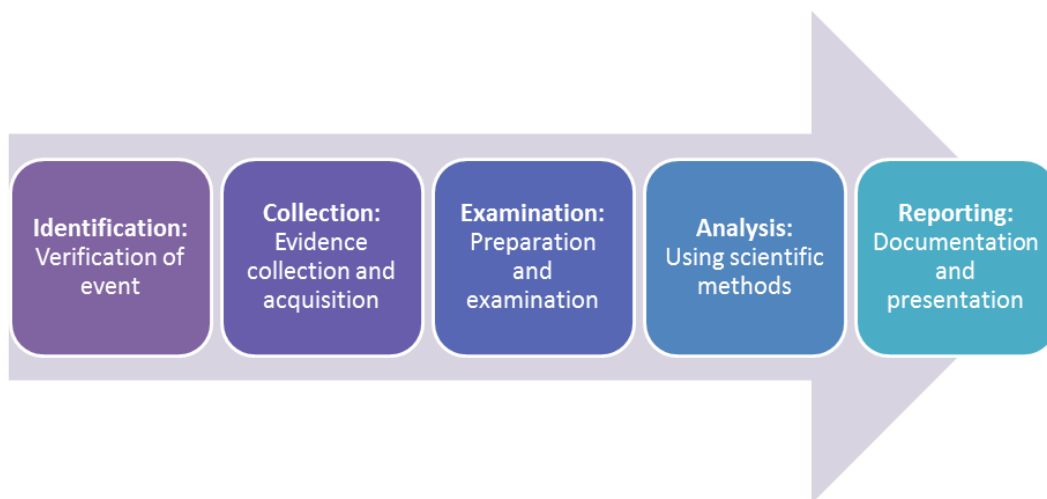 Identification:
Verification of
event
Collection:
Evidence
collection and
acquisition
Examination:
Preparation
and
examination
Analysis:
Using scientific
methods
Reporting:
Documentation
and
presentation